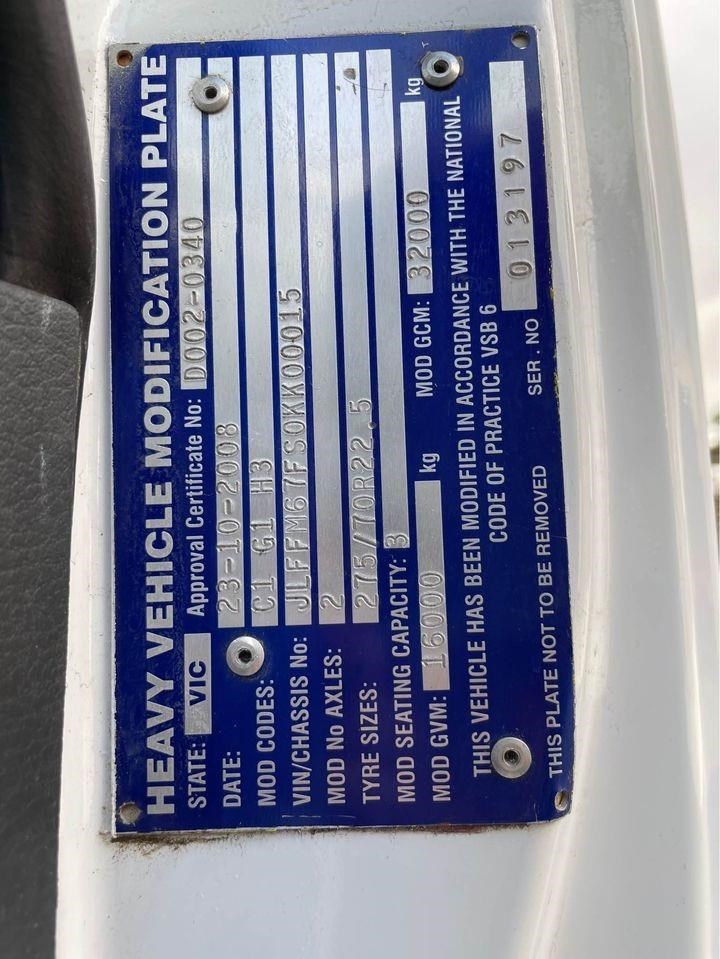 HEAVY VEHICLE MODIFICATION PLATE
STATE: VIC Approval Certificate No: D002-0340
DATE: 23-10-2008
MOD CODES: C1 G1 H3
VIN/CHASSIS No: JLFFM67FS0KK00015
MOD No AXLES: 2
TYRE SIZES: 275/70R22.5
MOD SEATING CAPACITY: 3
MOD GVM: 16000 kg MOD GCM: 32000 kg
THIS VEHICLE HAS BEEN MODIFIED IN ACCORDANCE WITH THE NATIONAL
CODE OF PRACTICE VSB 6
THIS PLATE NOT TO BE REMOVED SER . NO 013197